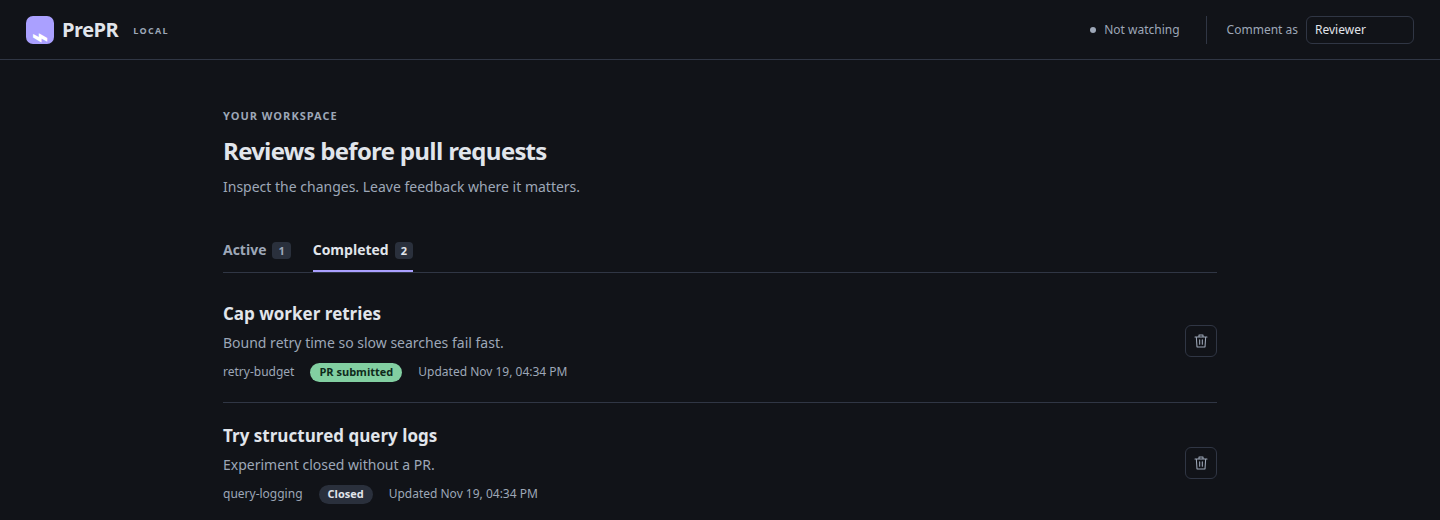 PrePR LOCAL
Not watching
Comment as Reviewer
YOUR WORKSPACE
Reviews before pull requests
Inspect the changes. Leave feedback where it matters.
Active 1 Completed 2
Cap worker retries
Bound retry time so slow searches fail fast.
retry-budget PR submitted Updated Nov 19, 04:34 PM
Try structured query logs
Experiment closed without a PR.
query-logging Closed Updated Nov 19, 04:34 PM